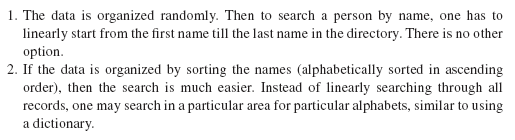 1. The data is organized randomly. Then to search a person by name, one has to
linearly start from the first name till the last name in the directory. There is no other
option.
2. If the data is organized by sorting the names (alphabetically sorted in ascending
order), then the search is much easier. Instead of linearly searching through all
records, one may search in a particular area for particular alphabets, similar to using
a dictionary.